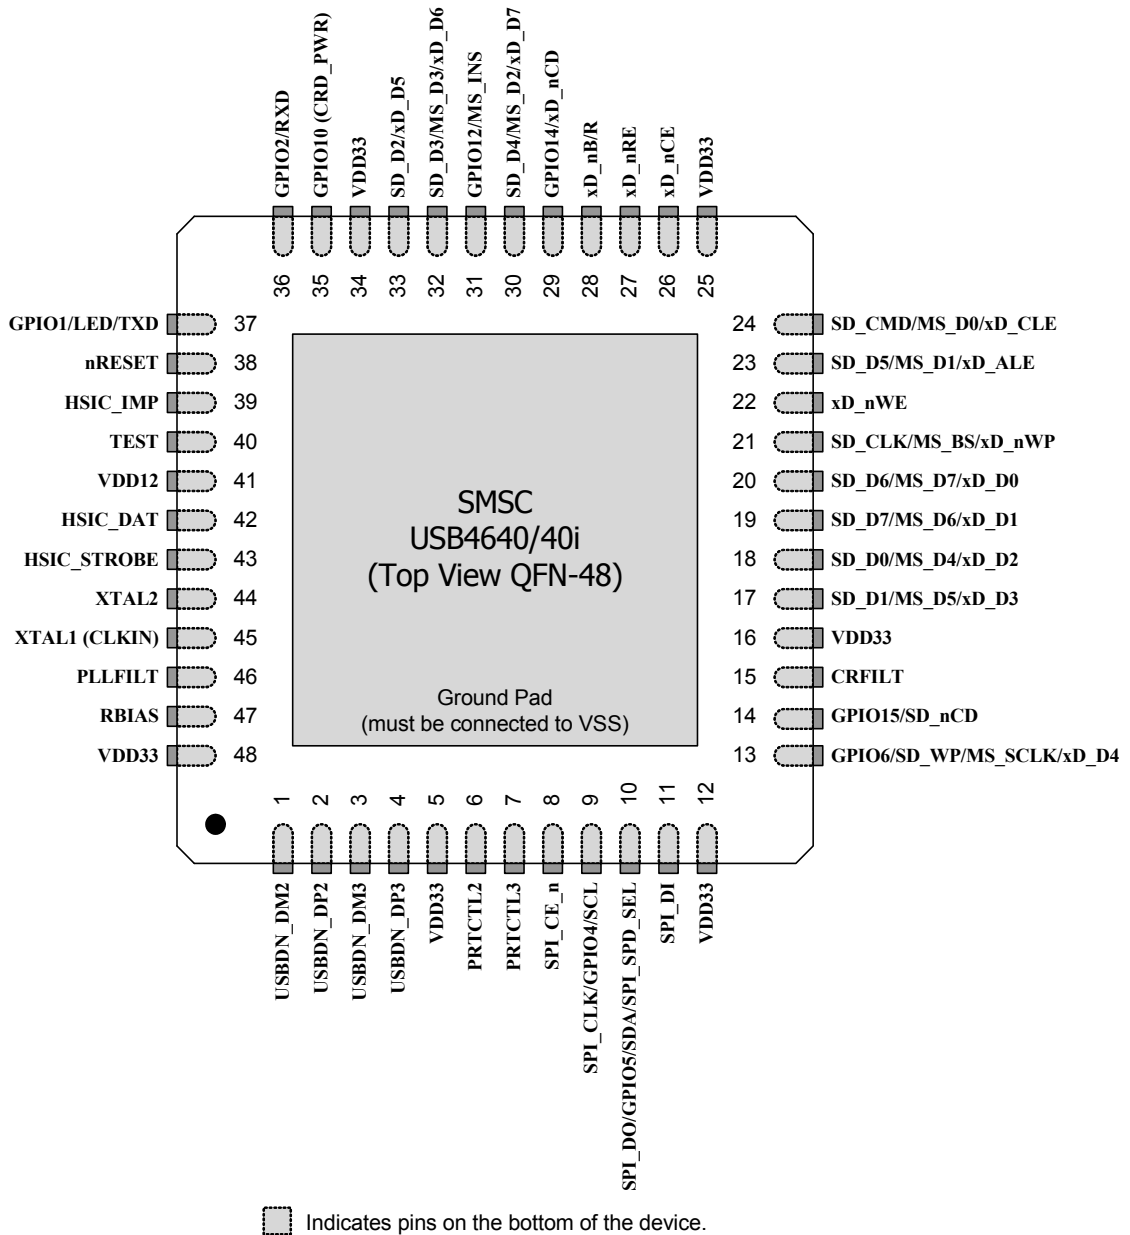 GPIO2/RXD
GPIO10 (CRD_PWR)
VDD33
SD_D2/xD_D5
SD_D3/MS_D3/xD_D6
GPIO12/MS_INS
SD_D4/MS_D2/xD_D7
GPIO14/xD_nCD
xD_nB/R
xD_nRE
xD_nCE
VDD33
36
35
34
33
32
31
30
29
28
27
26
25
GPIO1/LED/TXD 37
nRESET 38
HSIC_IMP 39
TEST 40
VDD12 41
HSIC_DAT 42
HSIC_STROBE 43
XTAL2 44
XTAL1 (CLKIN) 45
PLLFILT 46
RBIAS 47
VDD33 48
SMSC
USB4640/40i
(Top View QFN-48)
Ground Pad
(must be connected to VSS)
24 SD_CMD/MS_D0/xD_CLE
23 SD_D5/MS_D1/xD_ALE
22 xD_nWE
21 SD_CLK/MS_BS/xD_nWP
20 SD_D6/MS_D7/xD_D0
19 SD_D7/MS_D6/xD_D1
18 SD_D0/MS_D4/xD_D2
17 SD_D1/MS_D5/xD_D3
16 VDD33
15 CRFILT
14 GPIO15/SD_nCD
13 GPIO6/SD_WP/MS_SCLK/xD_D4
1
2
3
4
5
6
7
8
9
10
11
12
USBDN_DM2
USBDN_DP2
USBDN_DM3
USBDN_DP3
VDD33
PRTCTL2
PRTCTL3
SPI_CE_n
SPI_CLK/GPIO4/SCL
SPI_DO/GPIO5/SDA/SPI_SPD_SEL
SPI_DI
VDD33
Indicates pins on the bottom of the device.